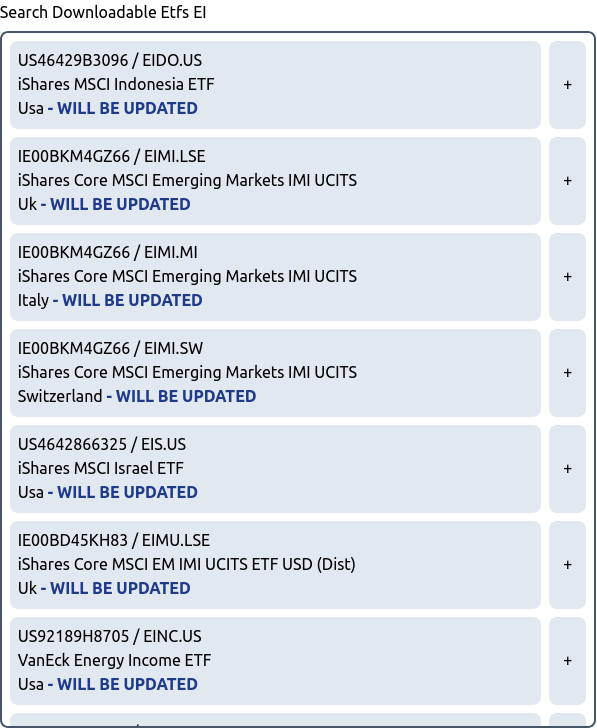 Search Downloadable Etfs EI
US46429B3096 / EIDO.US
iShares MSCI Indonesia ETF
Usa - WILL BE UPDATED
+
IE00BKM4GZ66 / EIMI.LSE
iShares Core MSCI Emerging Markets IMI UCITS
Uk - WILL BE UPDATED
+
IE00BKM4GZ66 / EIMI.MI
iShares Core MSCI Emerging Markets IMI UCITS
Italy - WILL BE UPDATED
+
IE00BKM4GZ66 / EIMI.SW
iShares Core MSCI Emerging Markets IMI UCITS
Switzerland - WILL BE UPDATED
+
US4642866325 / EIS.US
iShares MSCI Israel ETF
Usa - WILL BE UPDATED
+
IE00BD45KH83 / EIMU.LSE
iShares Core MSCI EM IMI UCITS ETF USD (Dist)
Uk - WILL BE UPDATED
+
US92189H8705 / EINC.US
VanEck Energy Income ETF
Usa - WILL BE UPDATED
+